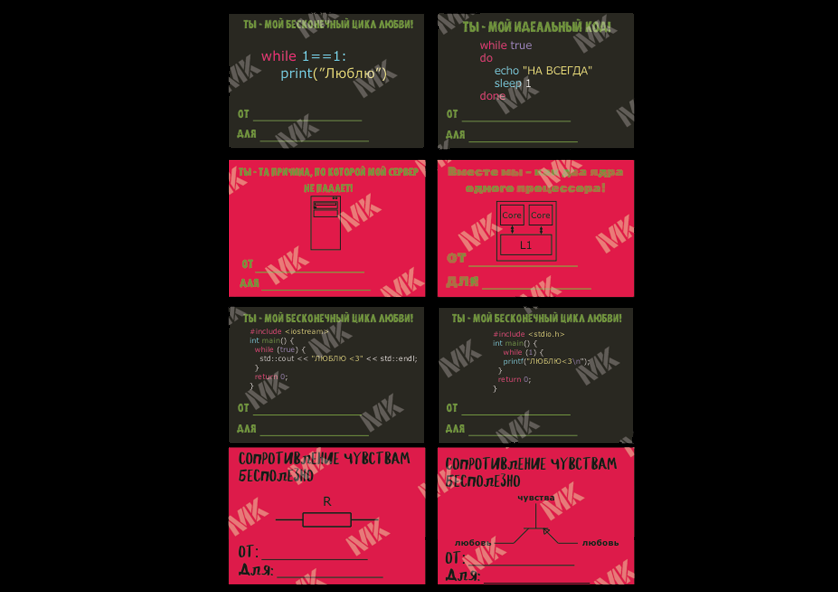 ТЫ - МОЙ БЕСКОНЕЧНЫЙ ЦИКЛ ЛЮБВИ!
while 1==1:
print("Люблю")
ОТ
ДЛЯ
ТЫ - МОЙ ИДЕАЛЬНЫЙ КОД!
while true
do
echo "НА ВСЕГДА"
sleep 1
done
ОТ
ДЛЯ
ТЫ - ТА ПРИЧИНА, ПО КОТОРОЙ МОЙ СЕРВЕР
НЕ ПАДАЕТ!
ОТ
ДЛЯ
Вместе мы - как два ядра
одного процессора!
Core Core
L1
ОТ
ДЛЯ
ТЫ - МОЙ БЕСКОНЕЧНЫЙ ЦИКЛ ЛЮБВИ!
#include <iostream>
int main() {
while (true) {
std::cout << "ЛЮБЛЮ <3" << std::endl;
}
return 0;
}
ОТ
ДЛЯ
ТЫ - МОЙ БЕСКОНЕЧНЫЙ ЦИКЛ ЛЮБВИ!
#include <stdio.h>
int main() {
while (1) {
printf("ЛЮБЛЮ<3\n");
}
return 0;
}
ОТ
ДЛЯ
СОПРОТИВЛЕНИЕ ЧУВСТВАМ
БЕСПОЛЕЗНО
R
ОТ:
ДЛЯ:
СОПРОТИВЛЕНИЕ ЧУВСТВАМ
БЕСПОЛЕЗНО
чувства
любовь любовь
ОТ:
ДЛЯ: